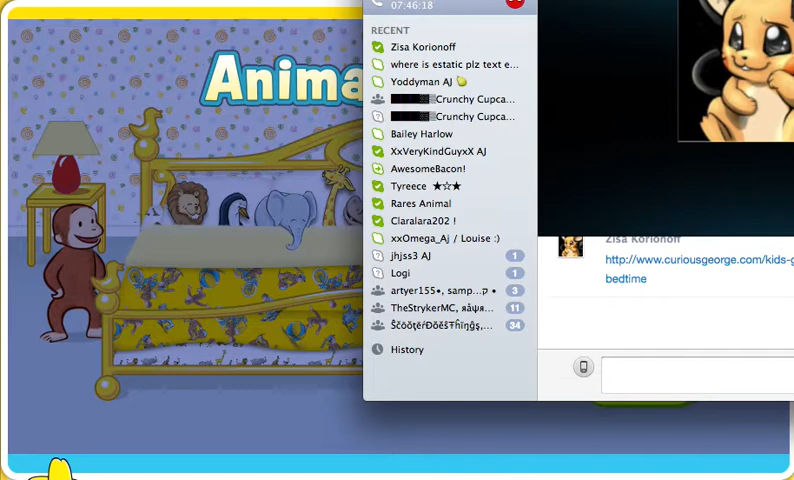 Anima
07:46:18
RECENT
Zisa Korionoff
where is estatic plz text e...
Yoddyman AJ
Crunchy Cupca...
Crunchy Cupca...
Bailey Harlow
XxVeryKindGuyxX AJ
AwesomeBacon!
Tyreece ★☆★
Rares Animal
Claralara202 !
xxOmega_Aj / Louise :)
jhjss3 AJ 1
Logi 1
artyer155•, samp...ק • 3
TheStrykerMC, 11
34
History
Zisa Korionoff
http://www.curiousgeorge.com/kids-g
bedtime